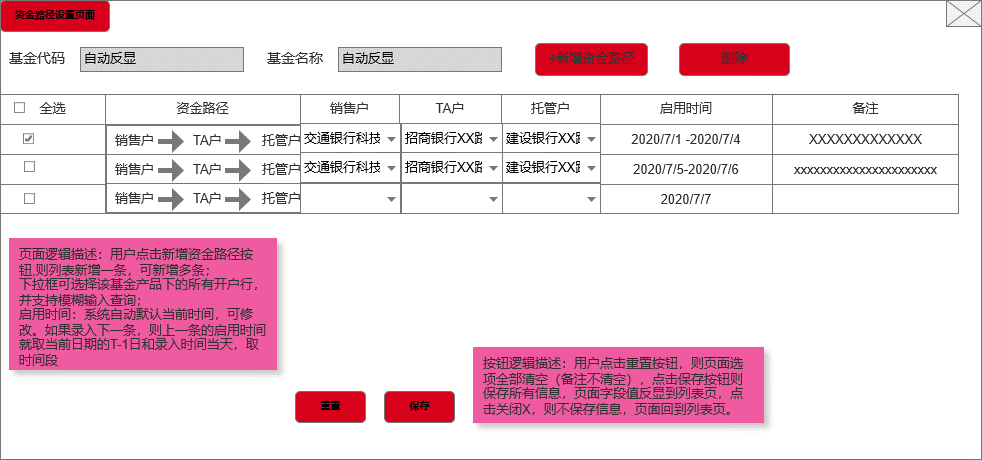 资金路径设置页面
基金代码 自动反显 基金名称 自动反显 +新增资金路径 删除
全选 资金路径 销售户 TA户 托管户 启用时间 备注
销售户 TA户 托管户 交通银行科技 招商银行XX路 建设银行XX路 2020/7/1 -2020/7/4 XXXXXXXXXXXXX
销售户 TA户 托管户 交通银行科技 招商银行XX路 建设银行XX路 2020/7/5-2020/7/6 xxxxxxxxxxxxxxxxxxxxxx
销售户 TA户 托管户 2020/7/7
页面逻辑描述：用户点击新增资金路径按
钮,则列表新增一条，可新增多条；
下拉框可选择该基金产品下的所有开户行，
并支持模糊输入查询；
启用时间：系统自动默认当前时间，可修
改。如果录入下一条，则上一条的启用时间
就取当前日期的T-1日和录入时间当天，取
时间段
按钮逻辑描述：用户点击重置按钮，则页面选
项全部清空（备注不清空），点击保存按钮则
保存所有信息，页面字段值反显到列表页，点
击关闭X，则不保存信息，页面回到列表页。
重置 保存